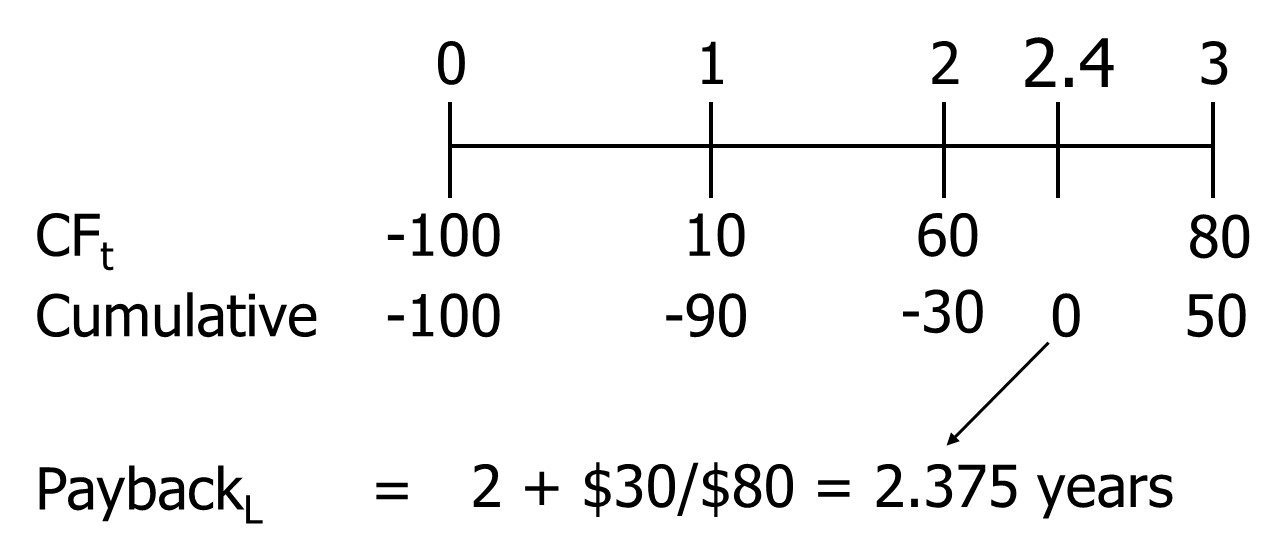 0 1 2 2.4 3
CFt -100 10 60 80
Cumulative -100 -90 -30 0 50
PaybackL = 2 + $30/$80 = 2.375 years